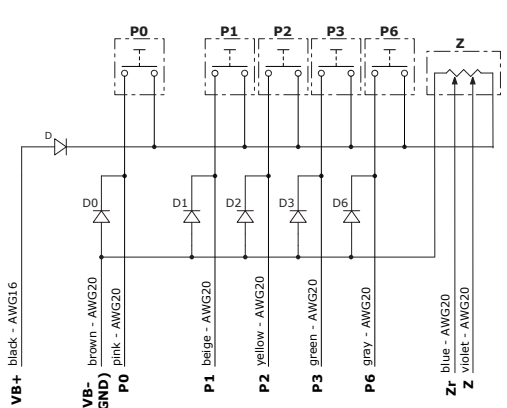 P0
P1
P2
P3
P6
Z
D
D0
D1
D2
D3
D6
black - AWG16
brown - AWG20
pink - AWG20
beige - AWG20
yellow - AWG20
green - AWG20
gray - AWG20
blue - AWG20
violet - AWG20
VB+
VB-
GND)
P0
P1
P2
P3
P6
Zr
Z